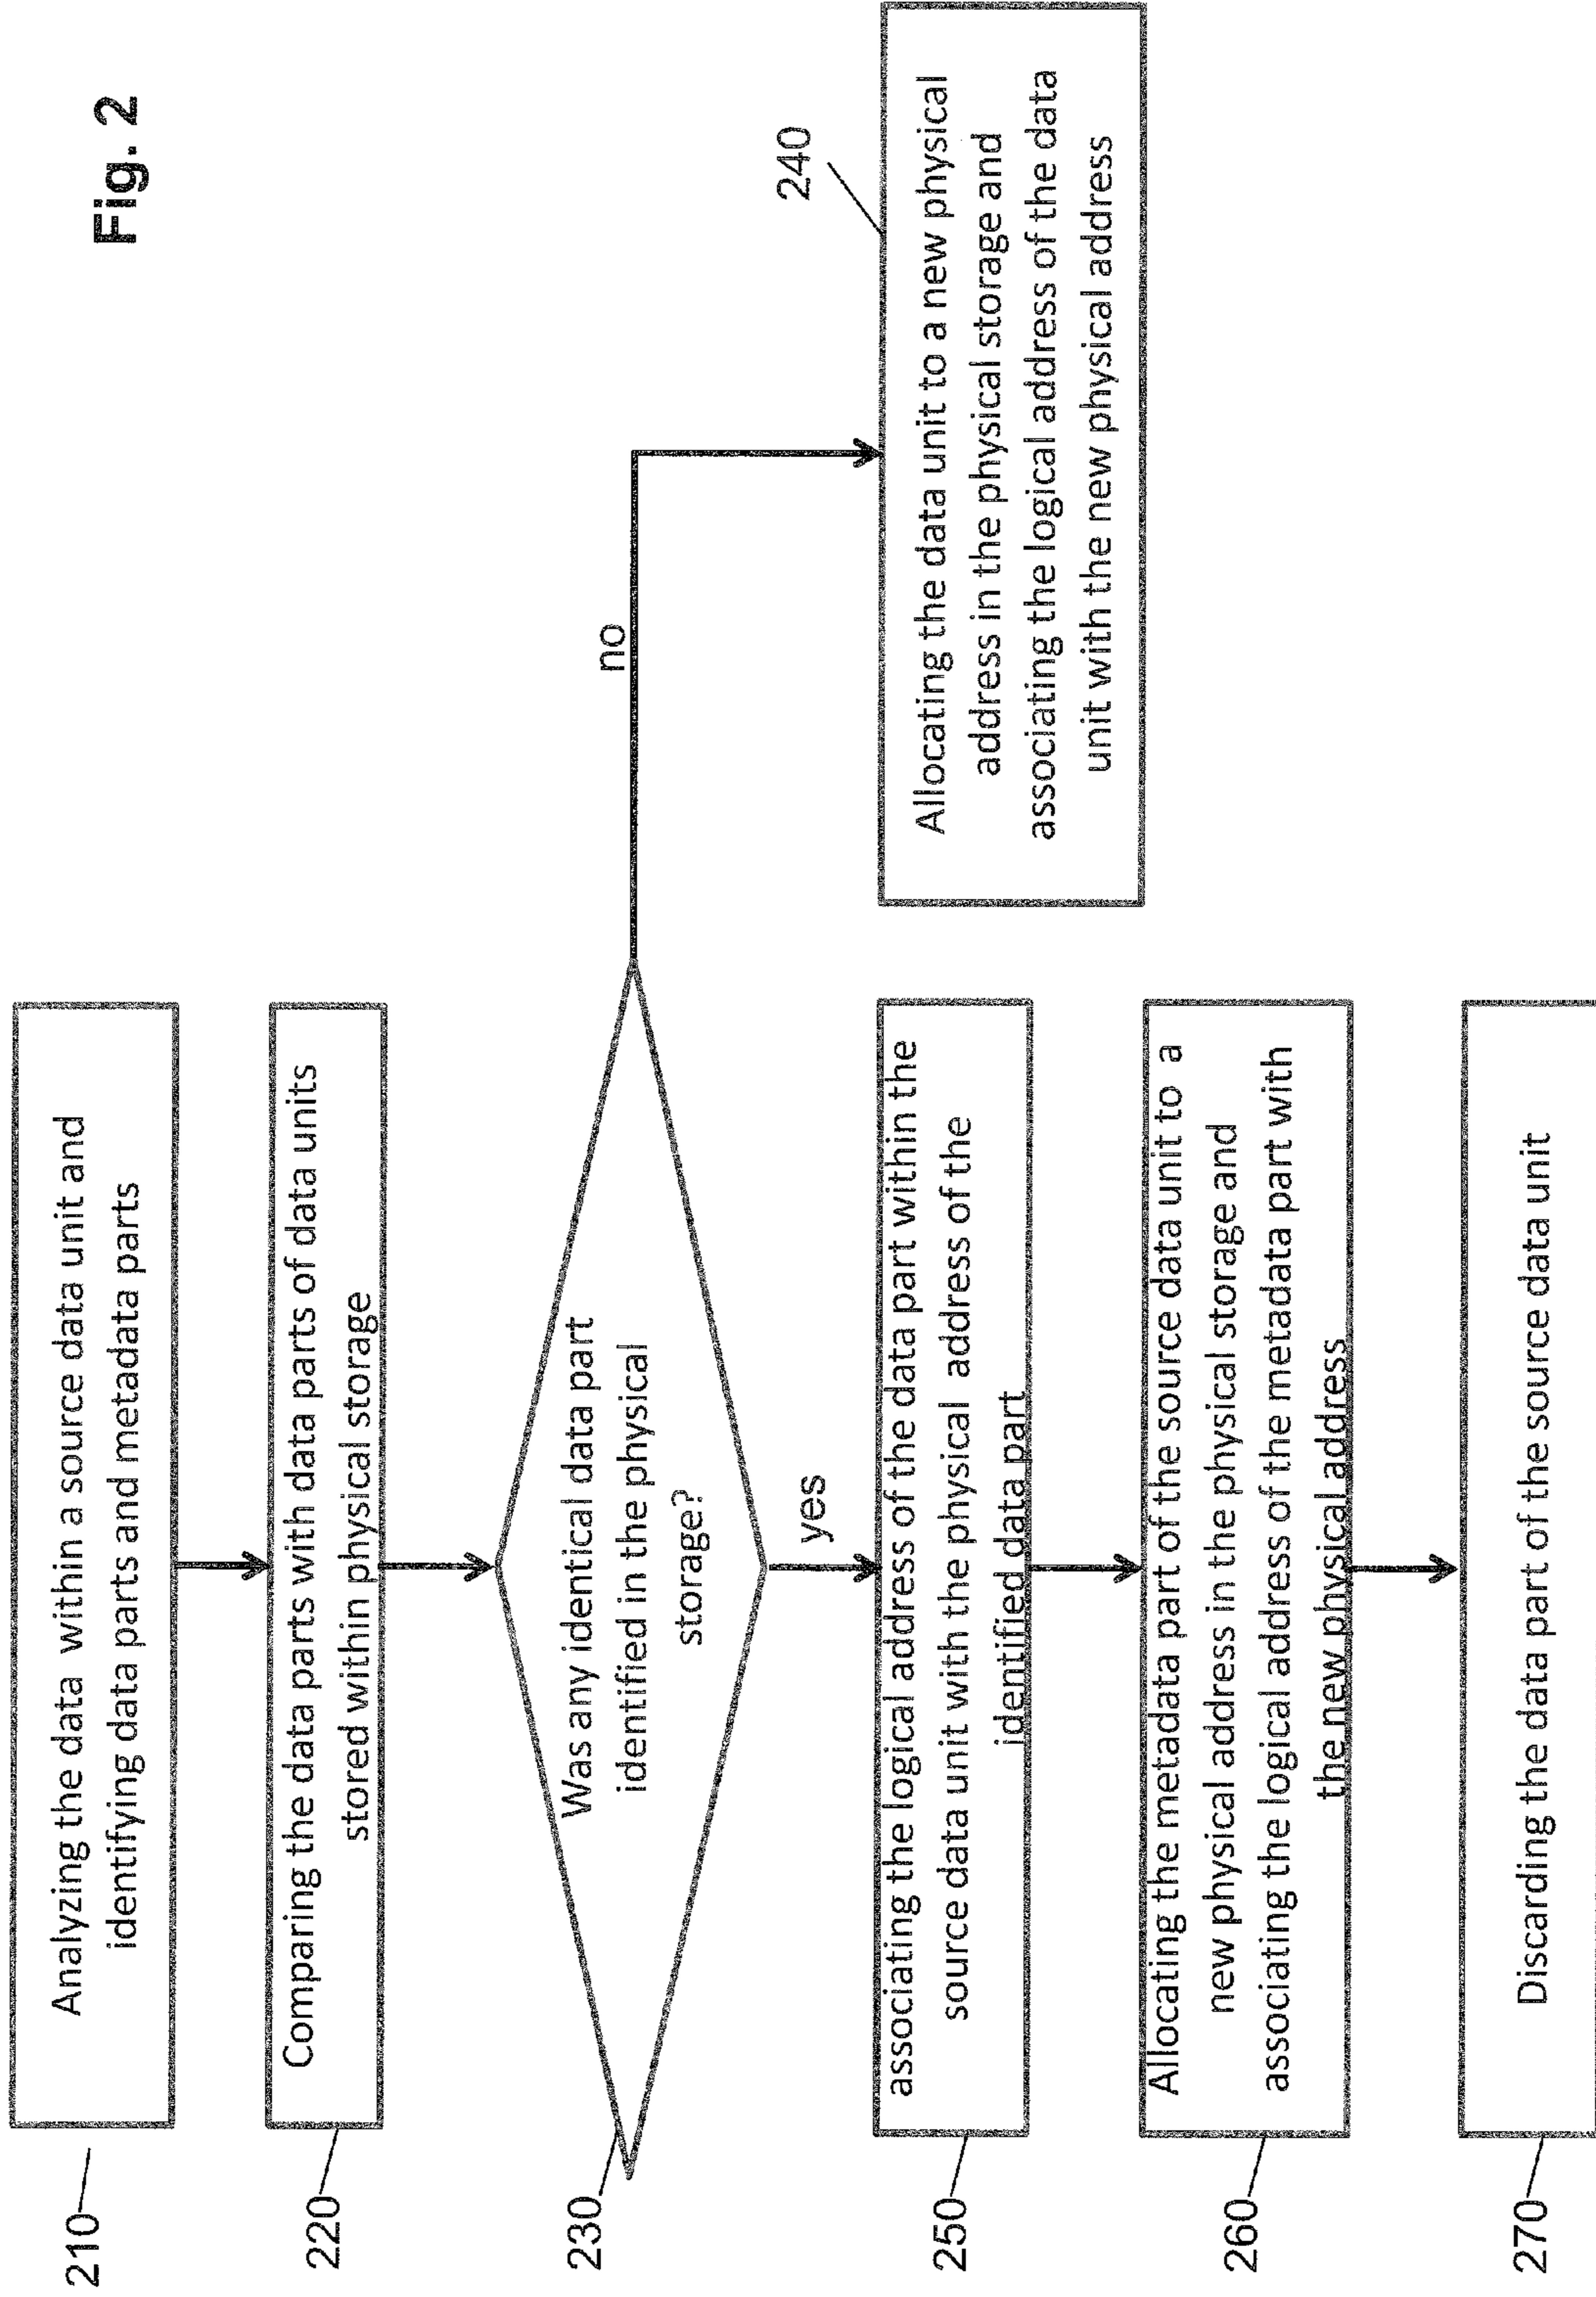 Fig. 2
210
Analyzing the data within a source data unit and
identifying data parts and metadata parts
220
Comparing the data parts with data parts of data units
stored within physical storage
230
Was any identical data part
identified in the physical
storage?
no
240
Allocating the data unit to a new physical
address in the physical storage and
associating the logical address of the data
unit with the new physical address
yes
250
associating the logical address of the data part within the
source data unit with the physical address of the
identified data part
260
Allocating the metadata part of the source data unit to a
new physical address in the physical storage and
associating the logical address of the metadata part with
the new physical address
270
Discarding the data part of the source data unit